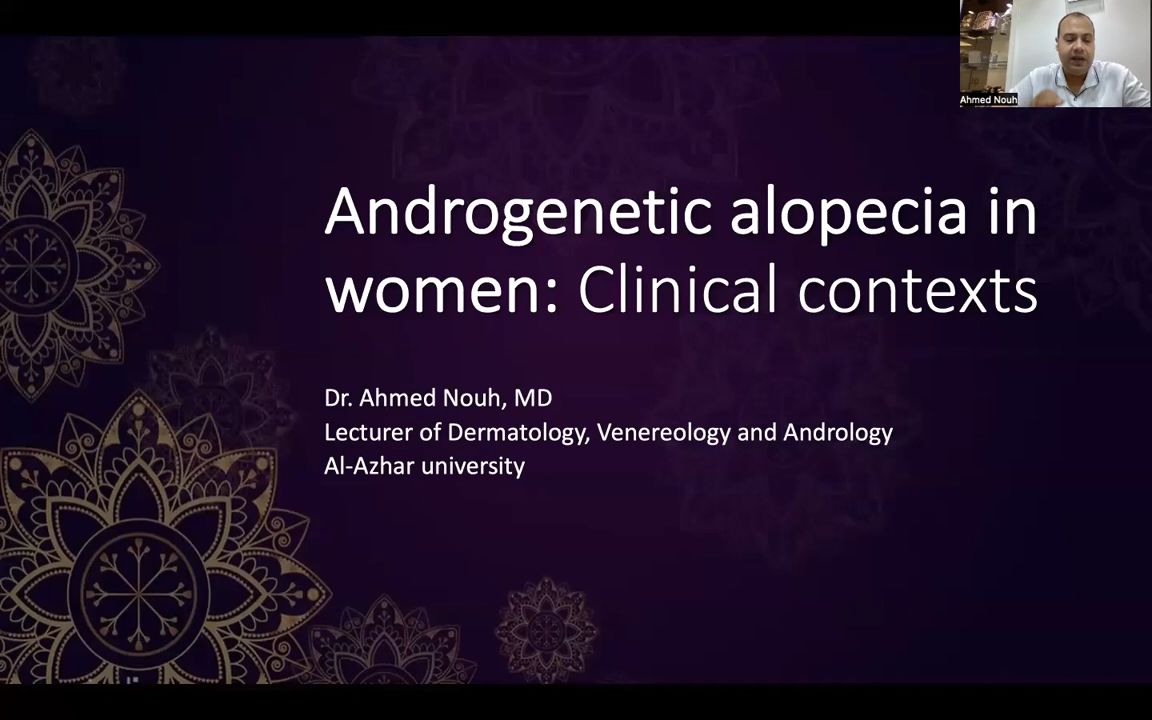 Ahmed Nouh
Androgenetic alopecia in
women: Clinical contexts
Dr. Ahmed Nouh, MD
Lecturer of Dermatology, Venereology and Andrology
Al-Azhar university